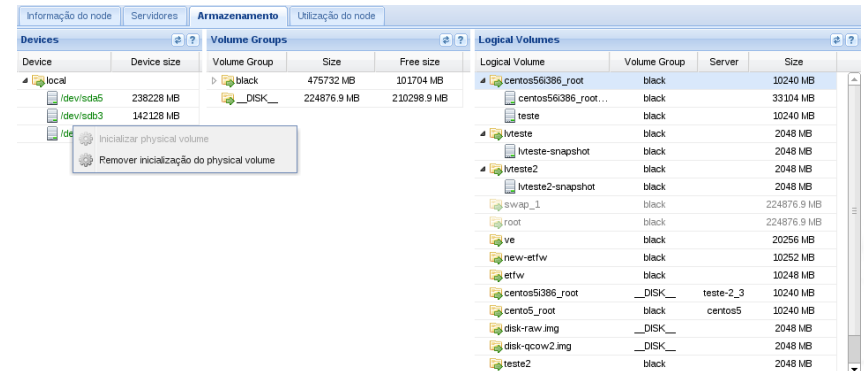 Informação do node Servidores Armazenamento Utilização do node
Devices ? Volume Groups ? Logical Volumes ?
Device Device size Volume Group Size Free size Logical Volume Volume Group Server Size
local black 475732 MB 101704 MB centos56i386_root black 10240 MB
/dev/sda5 238228 MB __DISK__ 224876.9 MB 210298.9 MB centos56i386_root... black 33104 MB
/dev/sdb3 142128 MB teste black 10240 MB
/de lvteste black 2048 MB
Inicializar physical volume lvteste-snapshot black 2048 MB
Remover inicialização do physical volume lvteste2 black 2048 MB
lvteste2-snapshot black 2048 MB
swap_1 black 224876.9 MB
root black 224876.9 MB
ve black 20256 MB
new-etfw black 10252 MB
etfw black 10248 MB
centos5i386_root __DISK__ teste-2_3 10240 MB
cento5_root black centos5 10240 MB
disk-raw.img __DISK__ 2048 MB
disk-qcow2.img __DISK__ 2048 MB
teste2 black 2048 MB